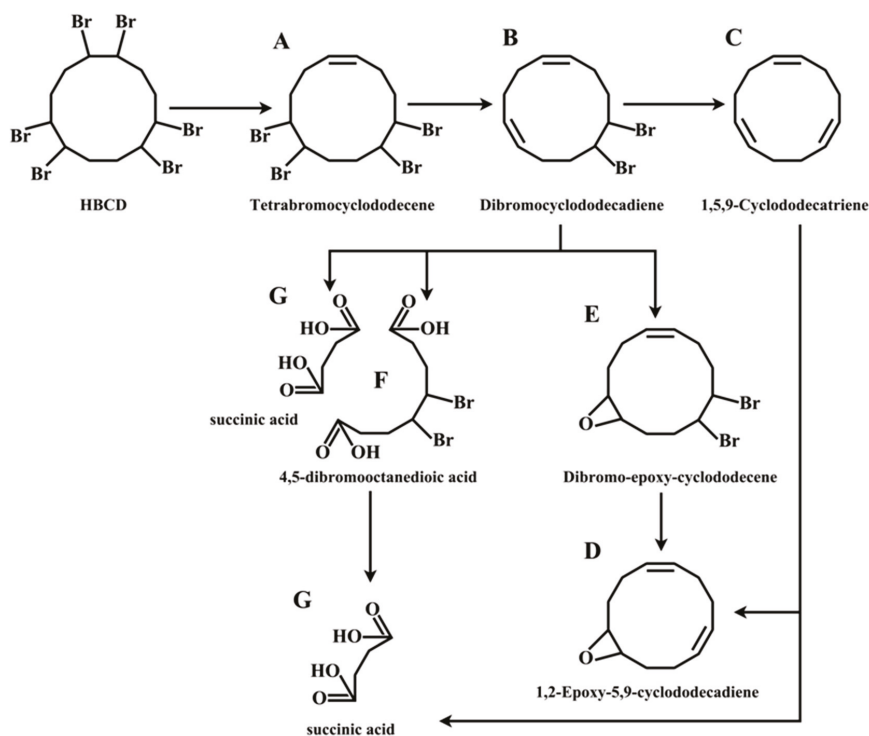 Br Br
A
B
C
Br
Br
Br
Br
Br
Br
Br
Br
Br
Br
HBCD
Tetrabromocyclododecene
Dibromocyclododecadiene
1,5,9-Cyclododecatriene
G
O
HO
HO
O
succinic acid
O
OH
F
Br
Br
O
OH
4,5-dibromooctanedioic acid
E
Br
Br
O
Dibromo-epoxy-cyclododecene
G
O
HO
HO
O
succinic acid
D
O
1,2-Epoxy-5,9-cyclododecadiene